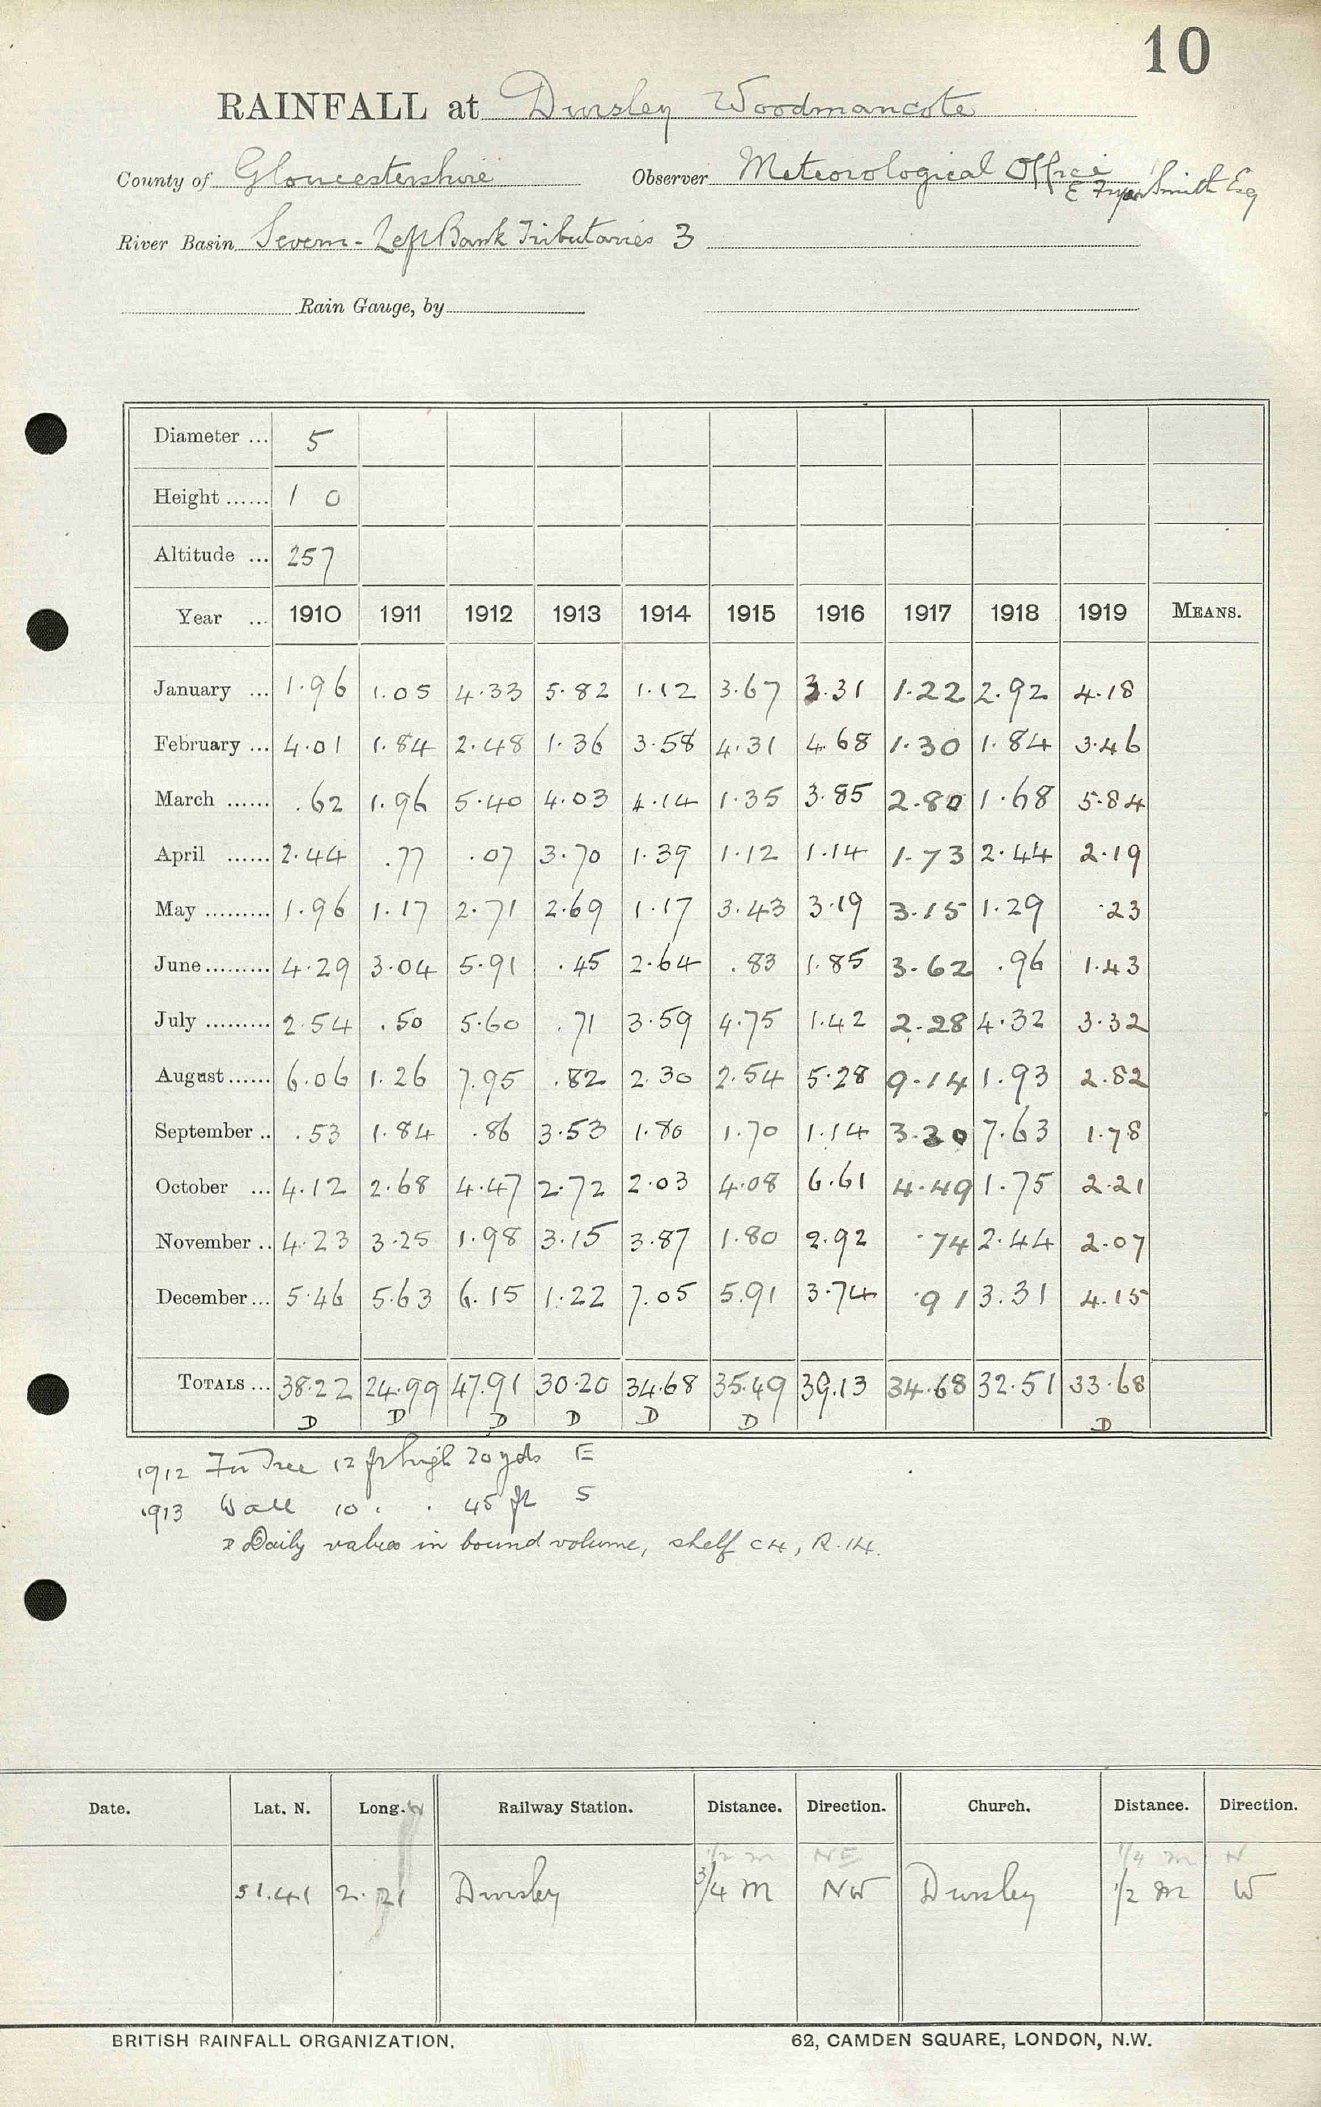 10
RAINFALL at Dursley Woodmancote
County of Gloucestershire Observer Meteorological Office
E Fryer Smith Esq
River Basin Severn - Left Bank Tributaries 3
Rain Gauge, by
Diameter ... 5
Height ...... 1 0
Altitude ... 257
Year ... 1910 1911 1912 1913 1914 1915 1916 1917 1918 1919 MEANS.
January ... 1.96 1.05 4.33 5.82 1.12 3.67 3.31 1.22 2.92 4.18
February ... 4.01 1.84 2.48 1.36 3.58 4.31 4.68 1.30 1.84 3.46
March ...... .62 1.96 5.40 4.03 4.14 1.35 3.85 2.80 1.68 5.84
April ...... 2.44 .77 .07 3.70 1.39 1.12 1.14 1.73 2.44 2.19
May ......... 1.96 1.17 2.71 2.69 1.17 3.43 3.19 3.15 1.29 .23
June ......... 4.29 3.04 5.91 .45 2.64 .83 1.85 3.62 .96 1.43
July ......... 2.54 .50 5.60 .71 3.59 4.75 1.42 2.28 4.32 3.32
August ...... 6.06 1.26 7.95 .82 2.30 2.54 5.28 9.14 1.93 2.82
September .. .53 1.84 .86 3.53 1.80 1.70 1.14 3.30 7.63 1.78
October ... 4.12 2.68 4.47 2.72 2.03 4.08 6.61 4.49 1.75 2.21
November .. 4.23 3.25 1.98 3.15 3.87 1.80 2.92 .74 2.44 2.07
December ... 5.46 5.63 6.15 1.22 7.05 5.91 3.74 .91 3.31 4.15
TOTALS ... 38.22 24.99 47.91 30.20 34.68 35.49 39.13 34.68 32.51 33.68
D D D D D D D
1912 Fir Tree 12 ft high 20 yds E
1913 Wall 10 . . 45 ft S
D Daily values in bound volume, shelf C4, R.14.
Date. Lat. N. Long. W Railway Station. Distance. Direction. Church. Distance. Direction.
1/2 m NE 1/4 m N
51.41 2.21 Dursley 3/4 M NW Dursley 1/2 M W
BRITISH RAINFALL ORGANIZATION. 62, CAMDEN SQUARE, LONDON, N.W.